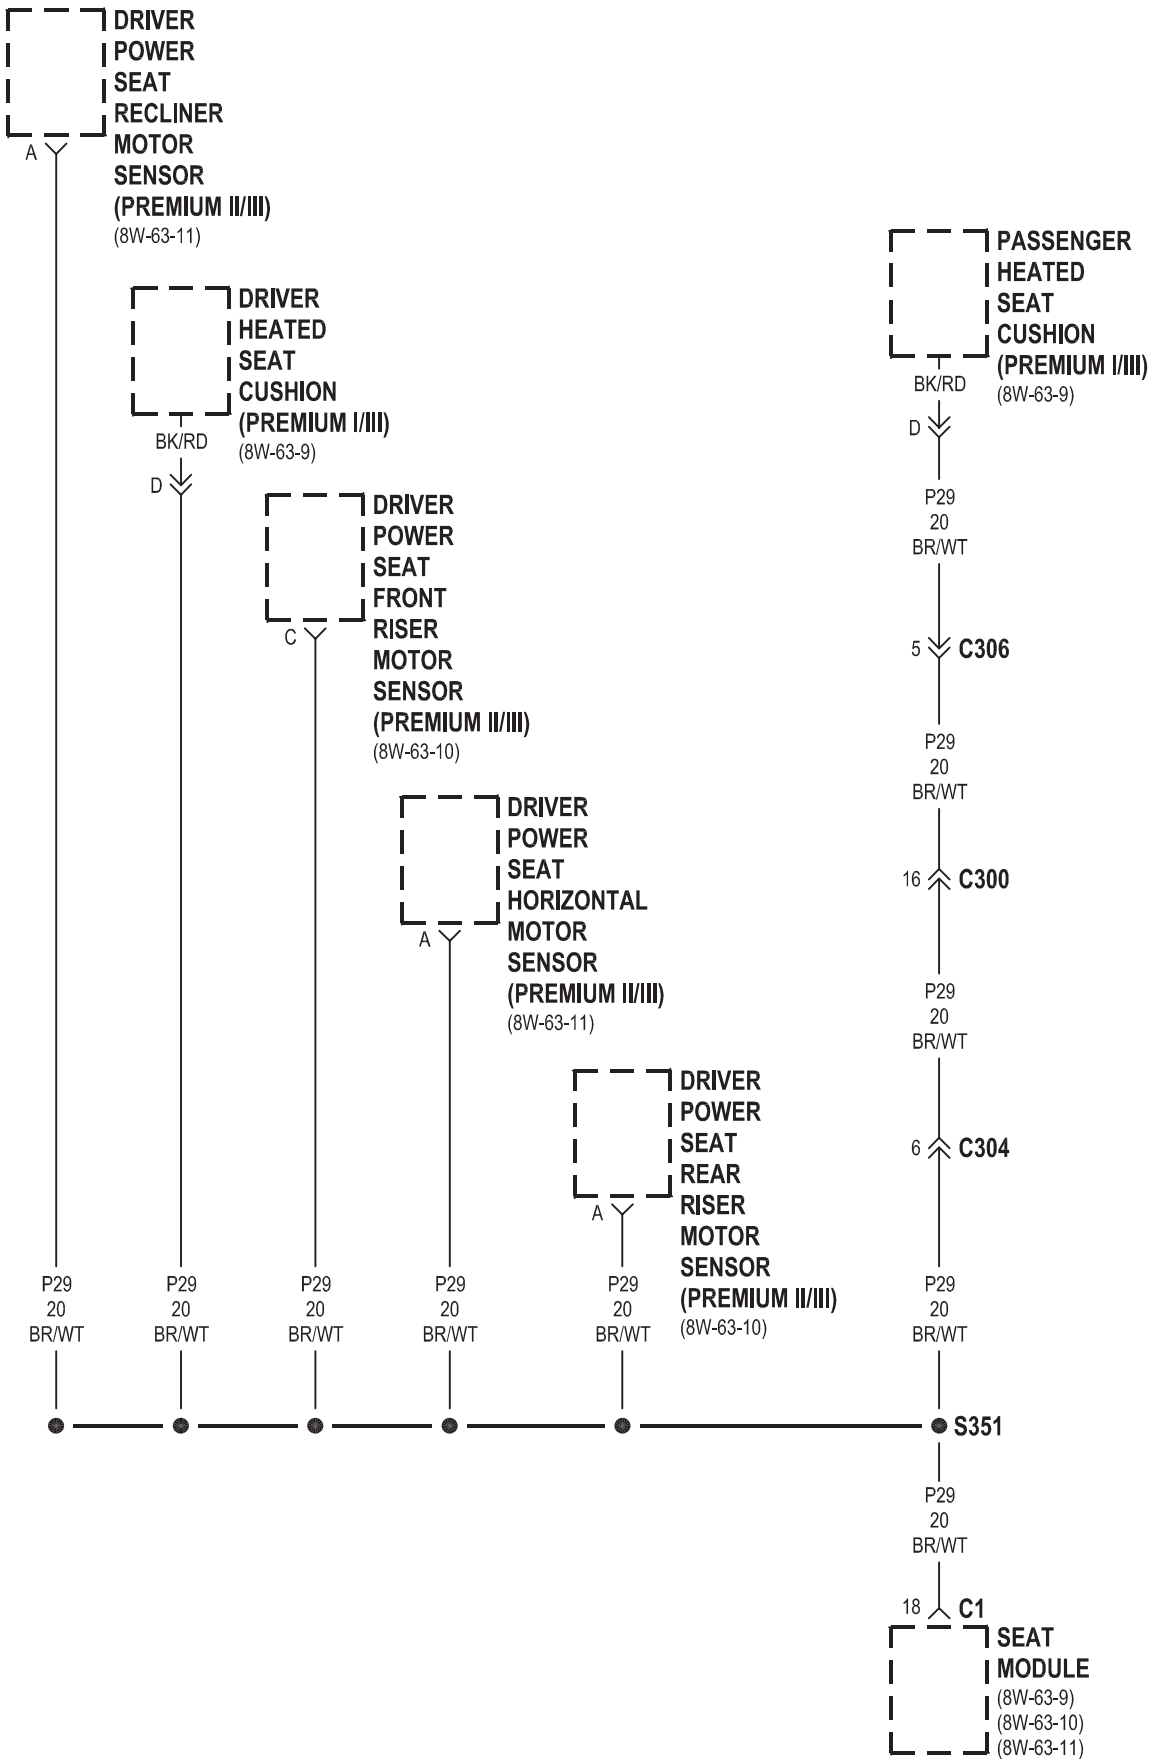 DRIVER
POWER
SEAT
RECLINER
MOTOR
SENSOR
(PREMIUM II/III)
(8W-63-11)
A
DRIVER
HEATED
SEAT
CUSHION
(PREMIUM I/III)
(8W-63-9)
BK/RD
D
DRIVER
POWER
SEAT
FRONT
RISER
MOTOR
SENSOR
(PREMIUM II/III)
(8W-63-10)
C
DRIVER
POWER
SEAT
HORIZONTAL
MOTOR
SENSOR
(PREMIUM II/III)
(8W-63-11)
A
DRIVER
POWER
SEAT
REAR
RISER
MOTOR
SENSOR
(PREMIUM II/III)
(8W-63-10)
A
PASSENGER
HEATED
SEAT
CUSHION
(PREMIUM I/III)
(8W-63-9)
BK/RD
D
P29
20
BR/WT
5 C306
P29
20
BR/WT
16 C300
P29
20
BR/WT
6 C304
P29 P29 P29 P29 P29 P29
20 20 20 20 20 20
BR/WT BR/WT BR/WT BR/WT BR/WT BR/WT
S351
P29
20
BR/WT
18 C1
SEAT
MODULE
(8W-63-9)
(8W-63-10)
(8W-63-11)